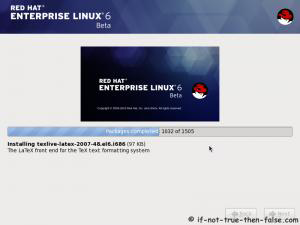 RED HAT®
ENTERPRISE LINUX® 6
Beta
RED HAT®
ENTERPRISE LINUX® 6
Beta
Packages completed: 1032 of 1505
Installing texlive-latex-2007-48.el6.i686 (97 KB)
The LaTeX front end for the TeX text formatting system
Back
Next
© if-not-true-then-false.com